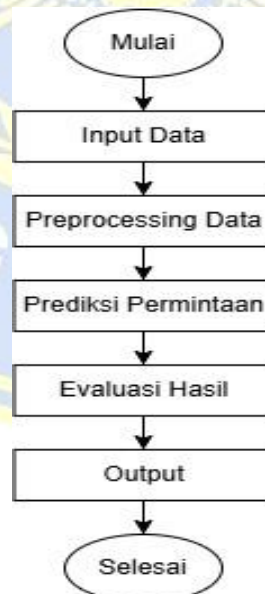 Mulai
Input Data
Preprocessing Data
Prediksi Permintaan
Evaluasi Hasil
Output
Selesai